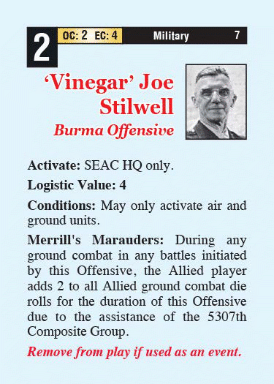 2 OC: 2 EC: 4 Military 7
‘Vinegar’ Joe
Stilwell
Burma Offensive
Activate: SEAC HQ only.
Logistic Value: 4
Conditions: May only activate air and
ground units.
Merrill's Marauders: During any
ground combat in any battles initiated
by this Offensive, the Allied player
adds 2 to all Allied ground combat die
rolls for the duration of this Offensive
due to the assistance of the 5307th
Composite Group.
Remove from play if used as an event.